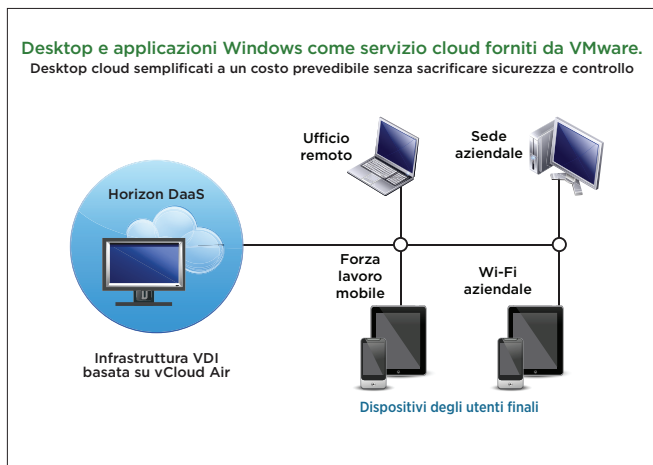 Desktop e applicazioni Windows come servizio cloud forniti da VMware.
Desktop cloud semplificati a un costo prevedibile senza sacrificare sicurezza e controllo
Ufficio
remoto
Sede
aziendale
Horizon DaaS
Forza
lavoro
mobile
Wi-Fi
aziendale
Infrastruttura VDI
basata su vCloud Air
Dispositivi degli utenti finali